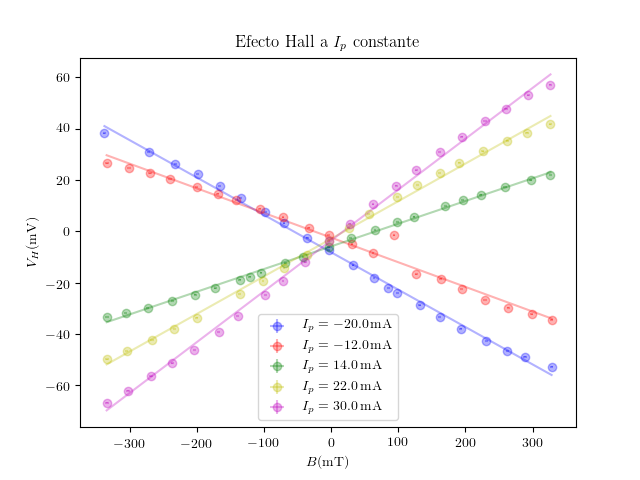 Efecto Hall a I_p constante
V_H(mV)
60
40
20
0
−20
−40
−60
I_p = −20.0 mA
I_p = −12.0 mA
I_p = 14.0 mA
I_p = 22.0 mA
I_p = 30.0 mA
−300 −200 −100 0 100 200 300
B(mT)